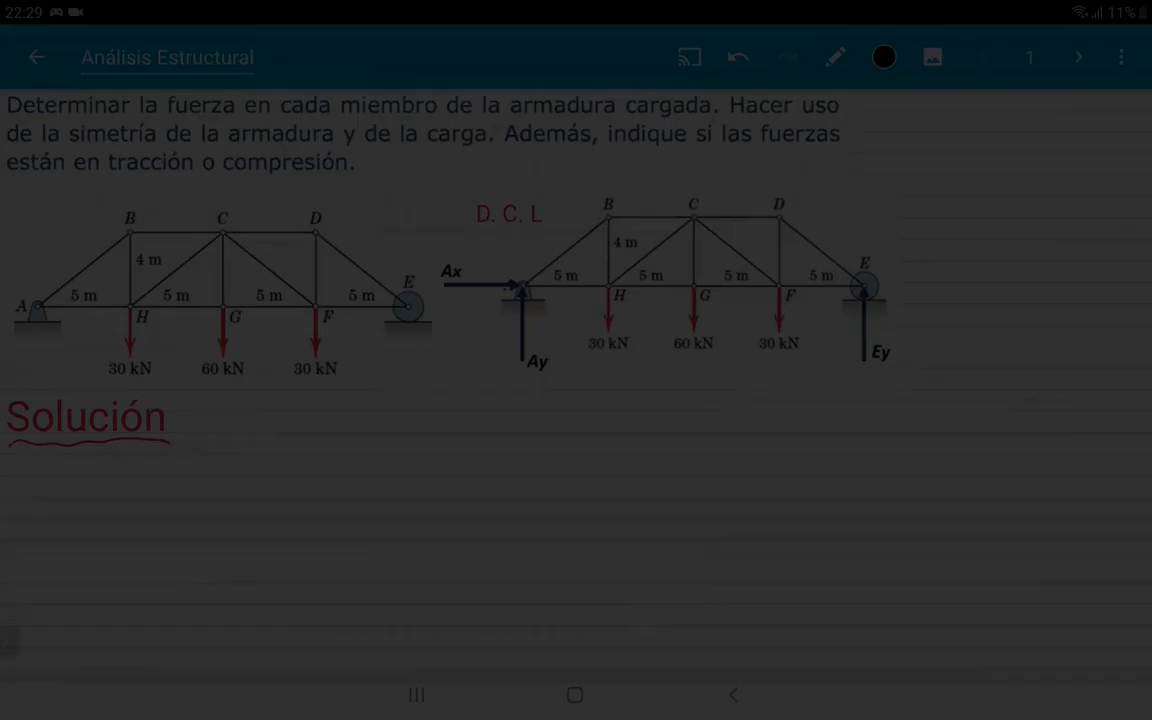 22:29 11%
Análisis Estructural 1
Determinar la fuerza en cada miembro de la armadura cargada. Hacer uso
de la simetría de la armadura y de la carga. Además, indique si las fuerzas
están en tracción o compresión.
B C D
4 m
A 5 m 5 m 5 m 5 m E
H G F
30 kN 60 kN 30 kN
D. C. L
B C D
4 m
Ax 5 m 5 m 5 m 5 m E
H G F
30 kN 60 kN 30 kN
Ay Ey
Solución